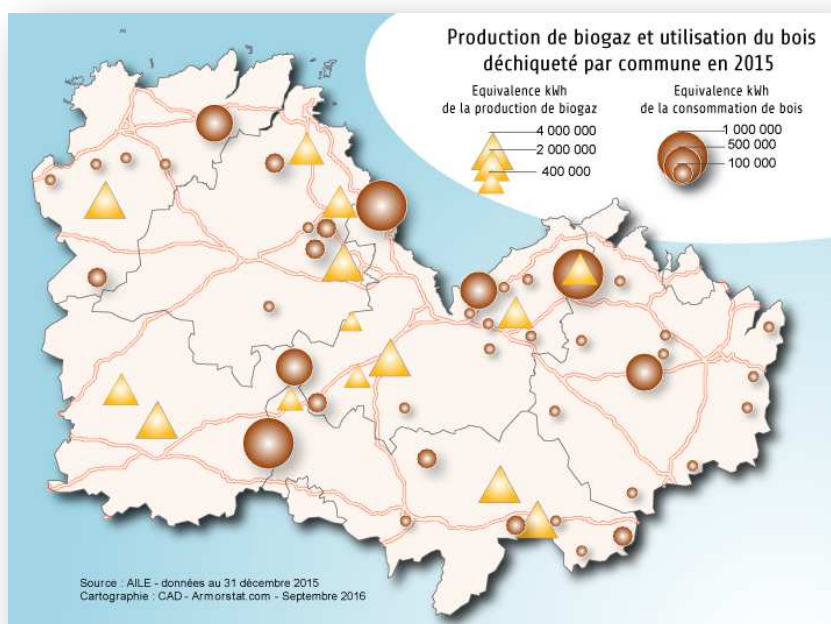 Production de biogaz et utilisation du bois
déchiqueté par commune en 2015
Equivalence kWh
de la production de biogaz
4 000 000
2 000 000
400 000
Equivalence kWh
de la consommation de bois
1 000 000
500 000
100 000
Source : AILE - données au 31 décembre 2015
Cartographie : CAD - Armorstat.com - Septembre 2016